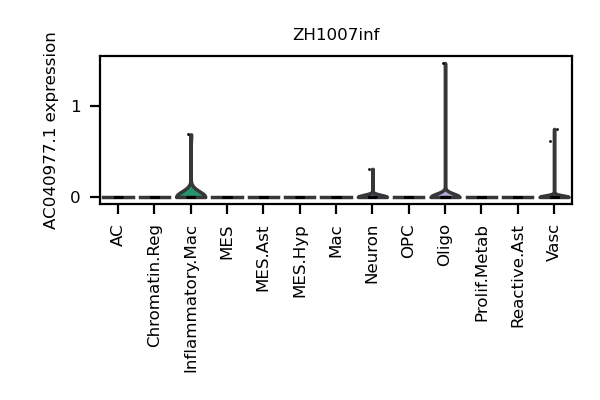 ZH1007inf
AC040977.1 expression
1
0
AC
Chromatin.Reg
Inflammatory.Mac
MES
MES.Ast
MES.Hyp
Mac
Neuron
OPC
Oligo
Prolif.Metab
Reactive.Ast
Vasc